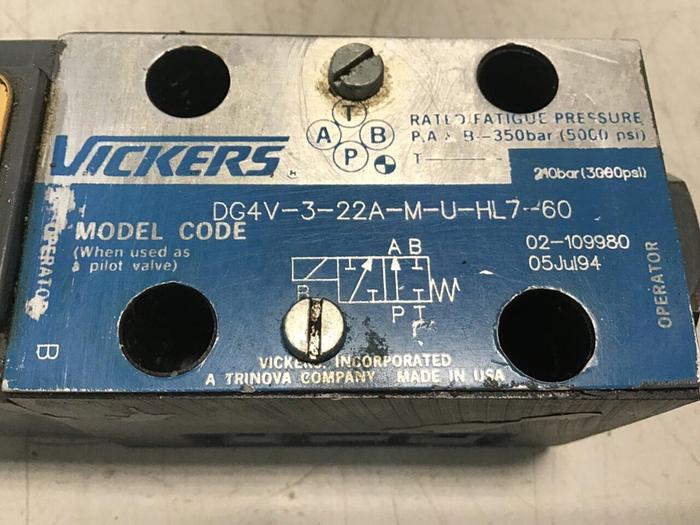 T
A B
P
RATED FATIGUE PRESSURE
P,A & B-350bar (5000 psi)
T
210bar(3000psi)
VICKERS
DG4V-3-22A-M-U-HL7-60
MODEL CODE
(When used as
a pilot valve)
02-109980
05Jul94
A B
B
P T
OPERATOR
B
OPERATOR
VICKERS, INCORPORATED
A TRINOVA COMPANY MADE IN USA